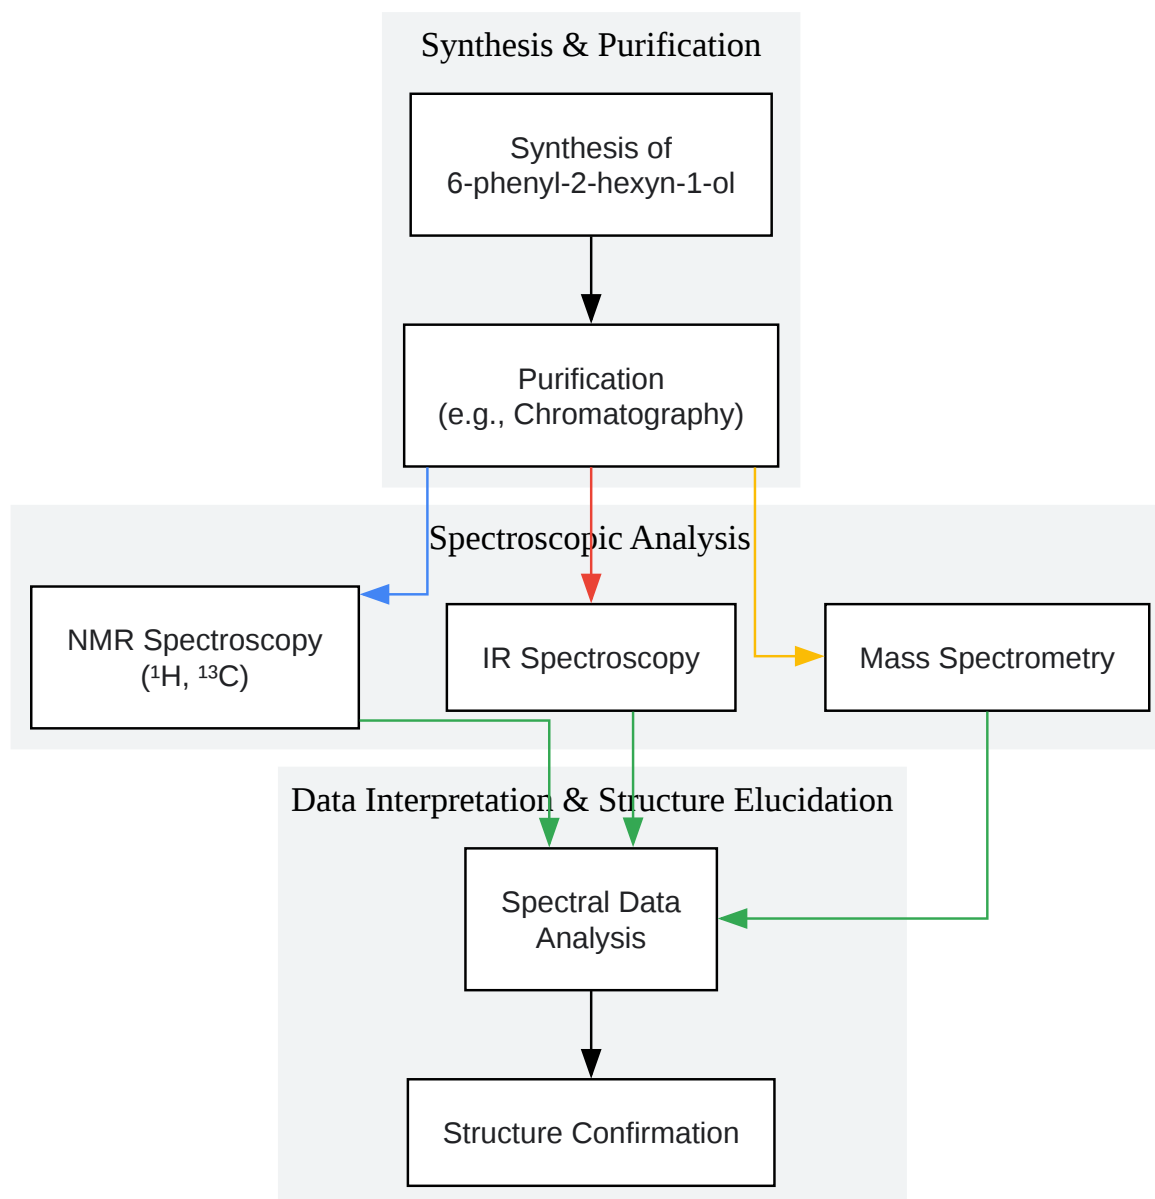 Synthesis & Purification
Synthesis of
6-phenyl-2-hexyn-1-ol
Purification
(e.g., Chromatography)
Spectroscopic Analysis
NMR Spectroscopy
(¹H, ¹³C)
IR Spectroscopy
Mass Spectrometry
Data Interpretation & Structure Elucidation
Spectral Data
Analysis
Structure Confirmation